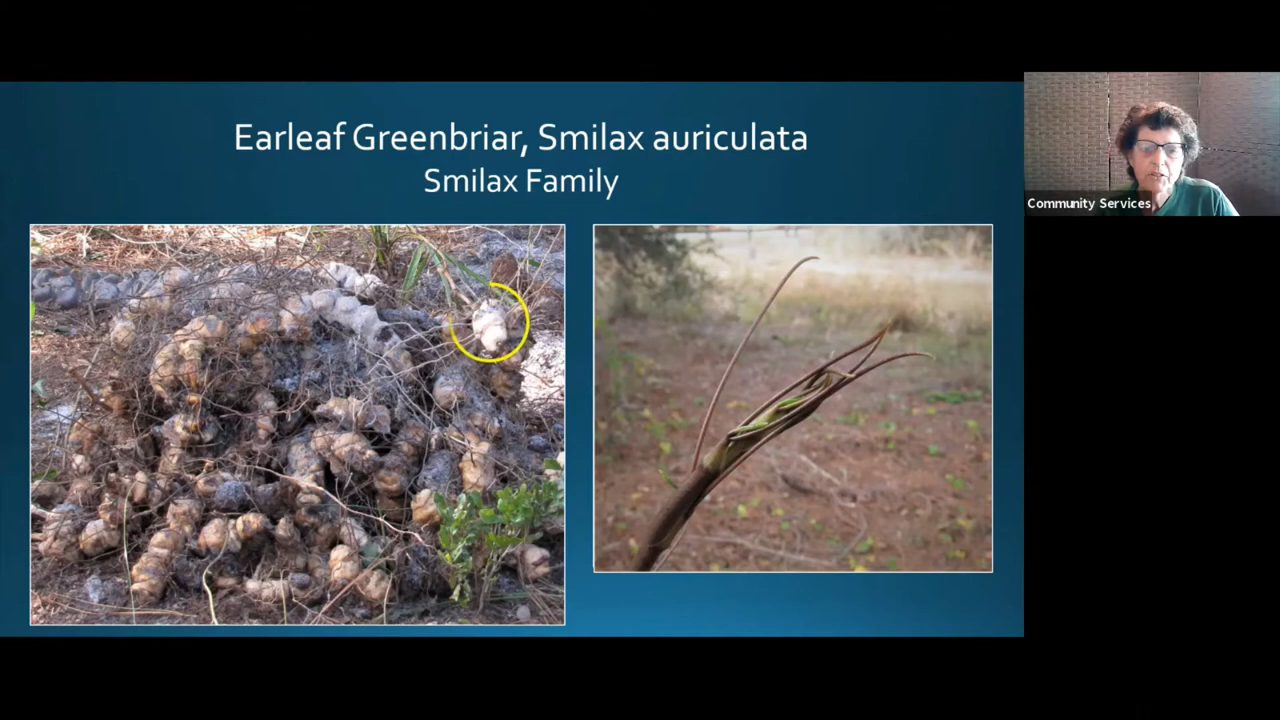 Earleaf Greenbriar, Smilax auriculata
Smilax Family
Community Services